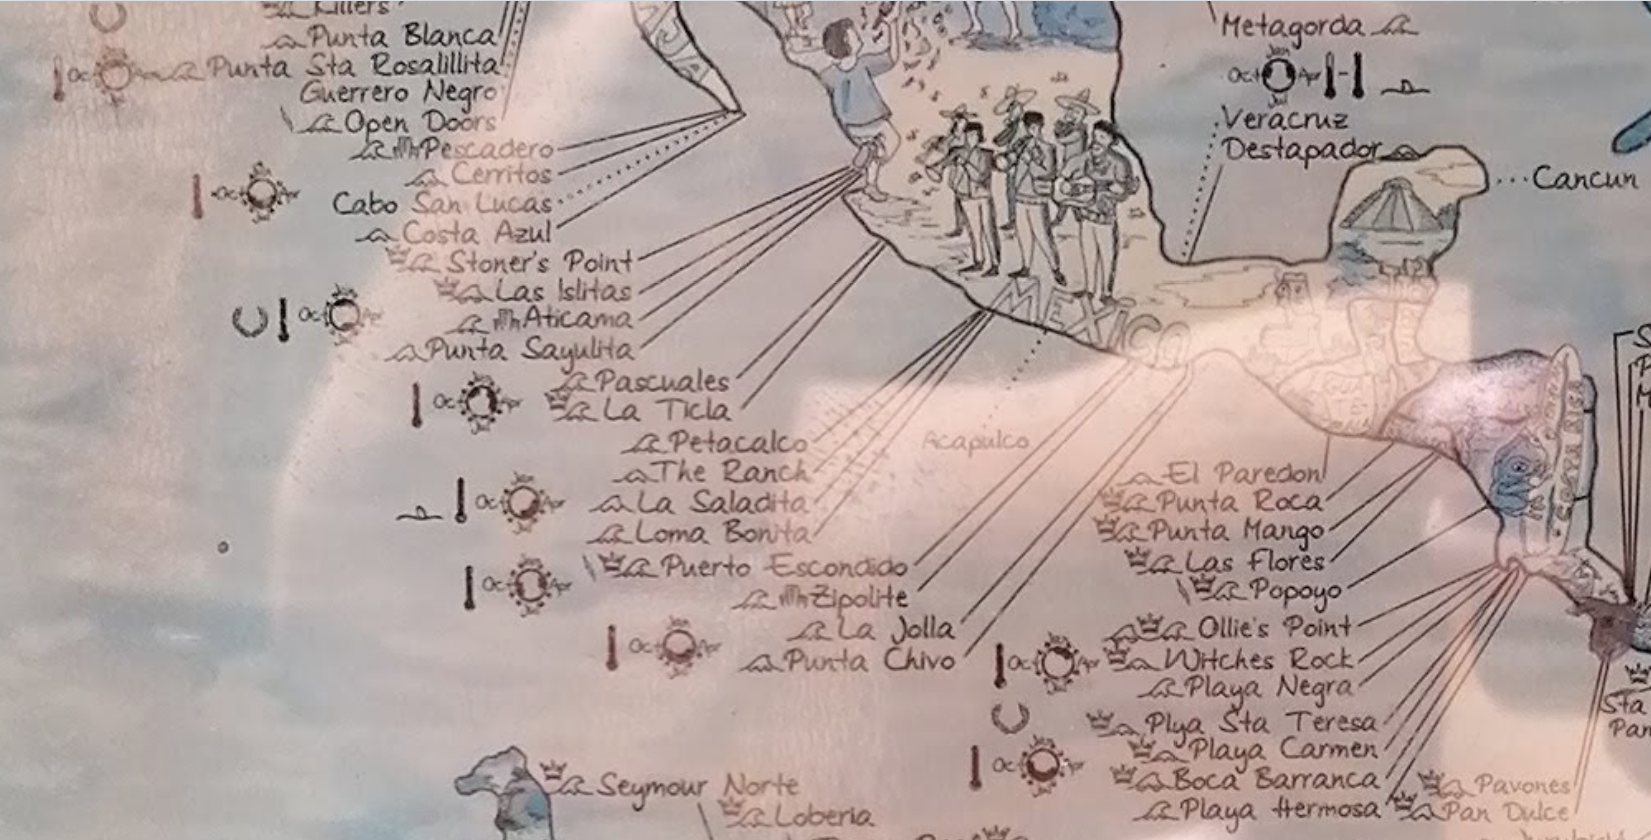 Killers
Punta Blanca
Punta Sta Rosalillita
Guerrero Negro
Open Doors
Pescadero
Cerritos
Cabo San Lucas
Costa Azul
Stoner's Point
Las Islitas
Aticama
Punta Sayulita
Pascuales
La Ticla
Petacalco
The Ranch
La Saladita
Loma Bonita
Puerto Escondido
Zipolite
La Jolla
Punta Chivo
Acapulco
MEXICO
Metagorda
Jan
Oct Apr
Jul
Veracruz
Destapador
Cancun
El Paredon
Punta Roca
Punta Mango
Las Flores
Popoyo
Ollie's Point
Witches Rock
Playa Negra
Plya Sta Teresa
Playa Carmen
Boca Barranca
Playa Hermosa
Pavones
Pan Dulce
COSTA RICA
Seymour Norte
Loberia
Sta
Pan